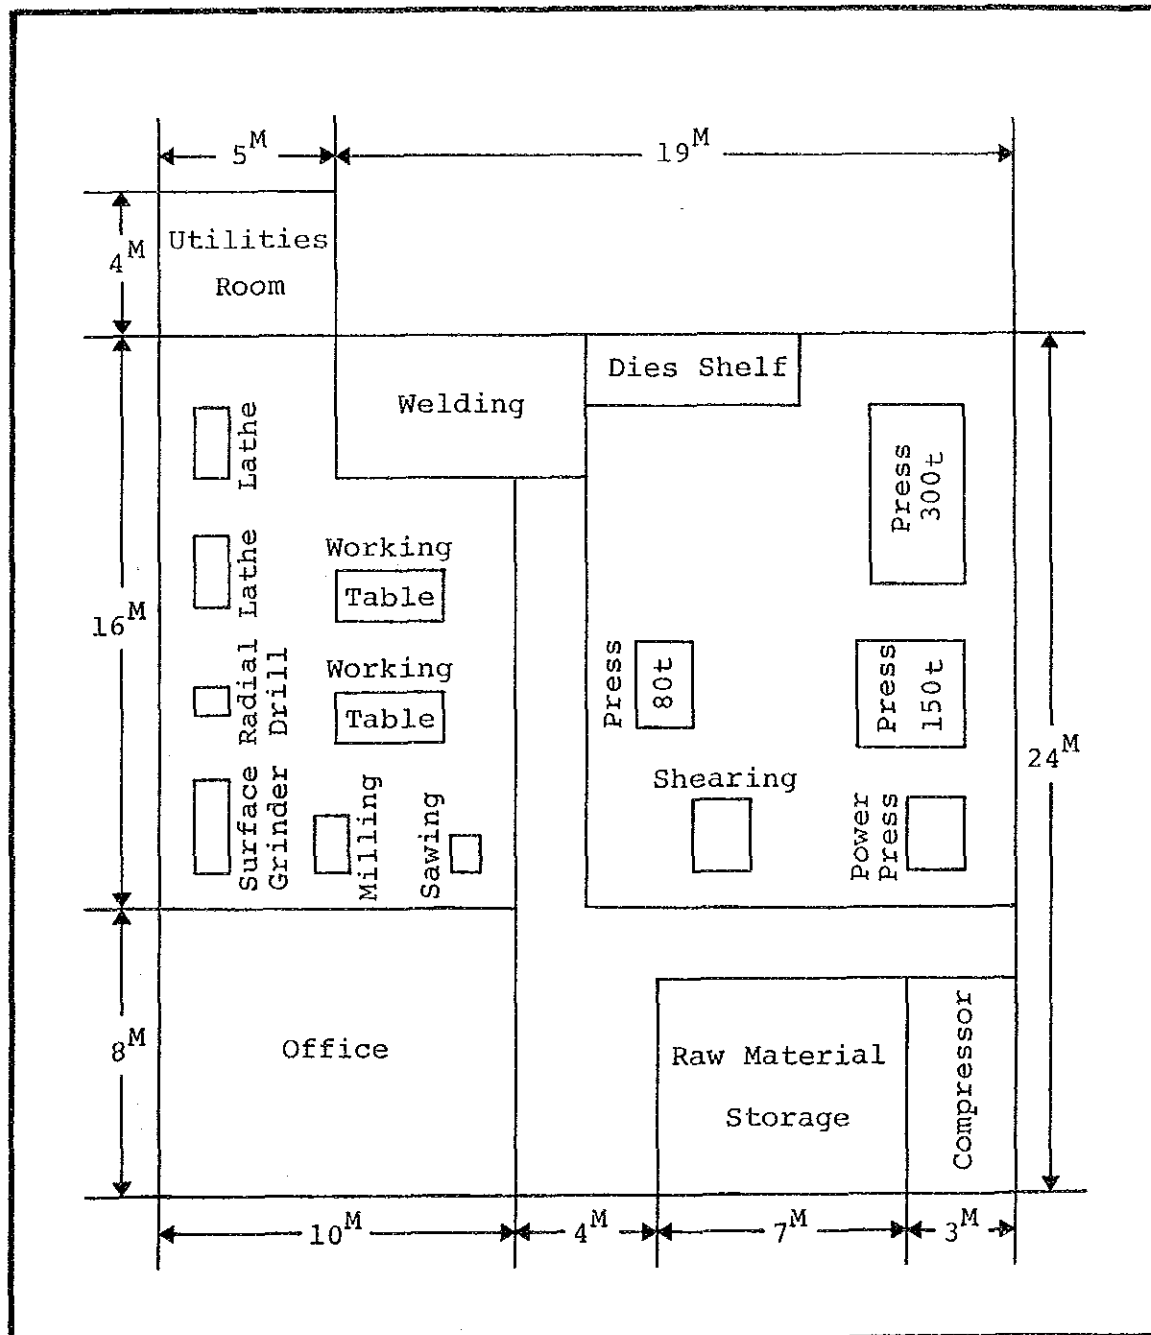 5M
19M
4M
Utilities
Room
Dies Shelf
Welding
Lathe
Press
300t
Working
Table
Lathe
16M
Working
Table
Radial
Drill
Press
80t
Press
150t
24M
Shearing
Surface
Grinder
Milling
Sawing
Power
Press
8M
Office
Raw Material
Storage
Compressor
10M
4M
7M
3M